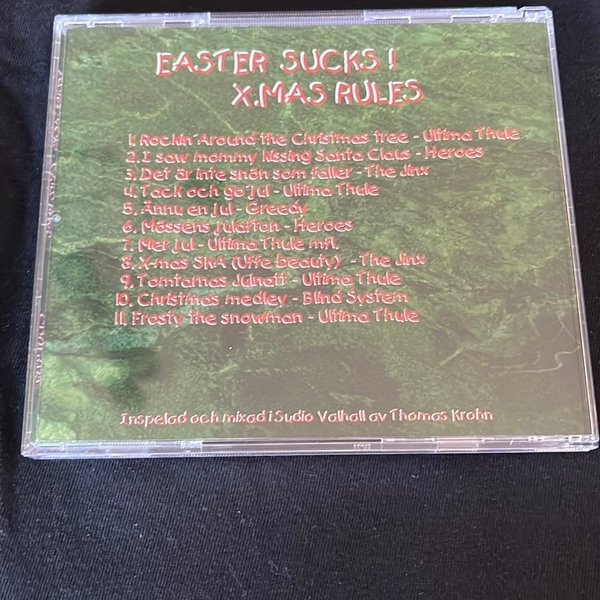 EASTER SUCKS!
X.MAS RULES
1. Rockin´Around the Christmas tree - Ultima Thule
2. I saw mommy kissing Santa Claus - Heroes
3. Det är inte snön som faller - The Jinx
4. Tack och go´jul - Ultima Thule
5. Ännu en jul - Greedy
6. Mössens julafton - Heroes
7. Mer jul - Ultima Thule mfl.
8. X-mas SKA (Uffe beauty) - The Jinx
9. Tomtarnas Julnatt - Ultima Thule
10. Christmas medley - Blind System
11. Frosty the snowman - Ultima Thule
Inspelad och mixad i Sudio Valhall av Thomas Krohn